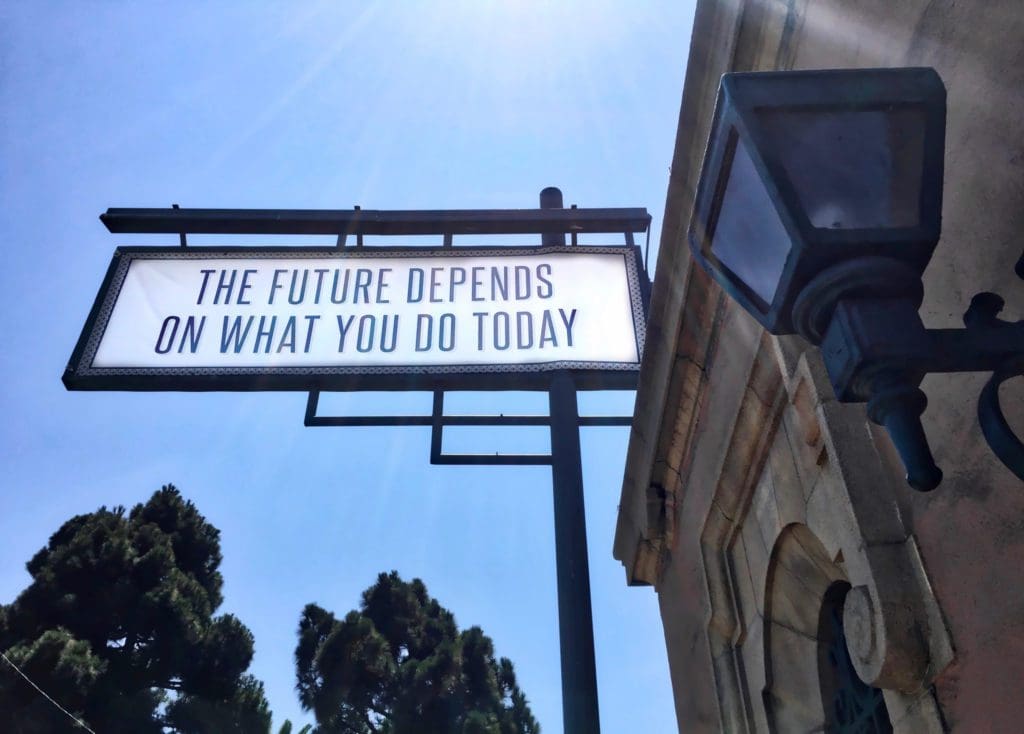 THE FUTURE DEPENDS
ON WHAT YOU DO TODAY